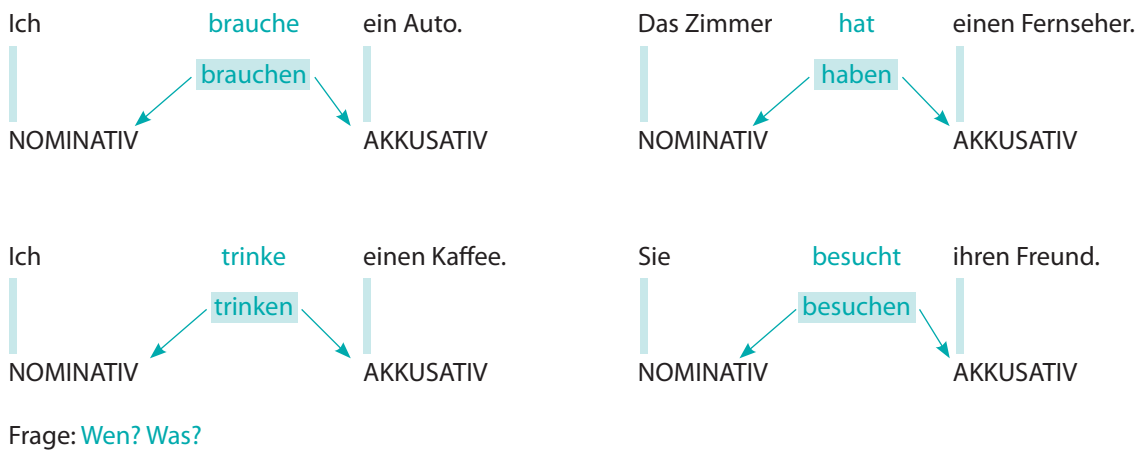 Ich brauche ein Auto.
brauchen
NOMINATIV AKKUSATIV
Das Zimmer hat einen Fernseher.
haben
NOMINATIV AKKUSATIV
Ich trinke einen Kaffee.
trinken
NOMINATIV AKKUSATIV
Sie besucht ihren Freund.
besuchen
NOMINATIV AKKUSATIV
Frage: Wen? Was?